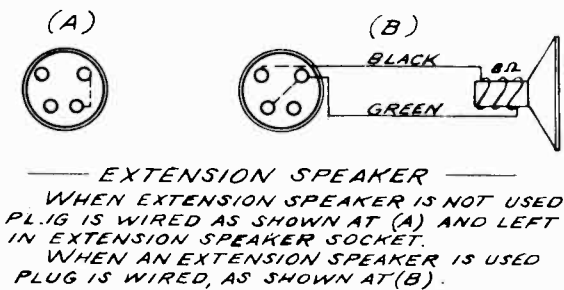 (A) (B)
BLACK
8Ω
GREEN
EXTENSION SPEAKER
WHEN EXTENSION SPEAKER IS NOT USED
PL.IG IS WIRED AS SHOWN AT (A) AND LEFT
IN EXTENSION SPEAKER SOCKET.
WHEN AN EXTENSION SPEAKER IS USED
PLUG IS WIRED, AS SHOWN AT (B).